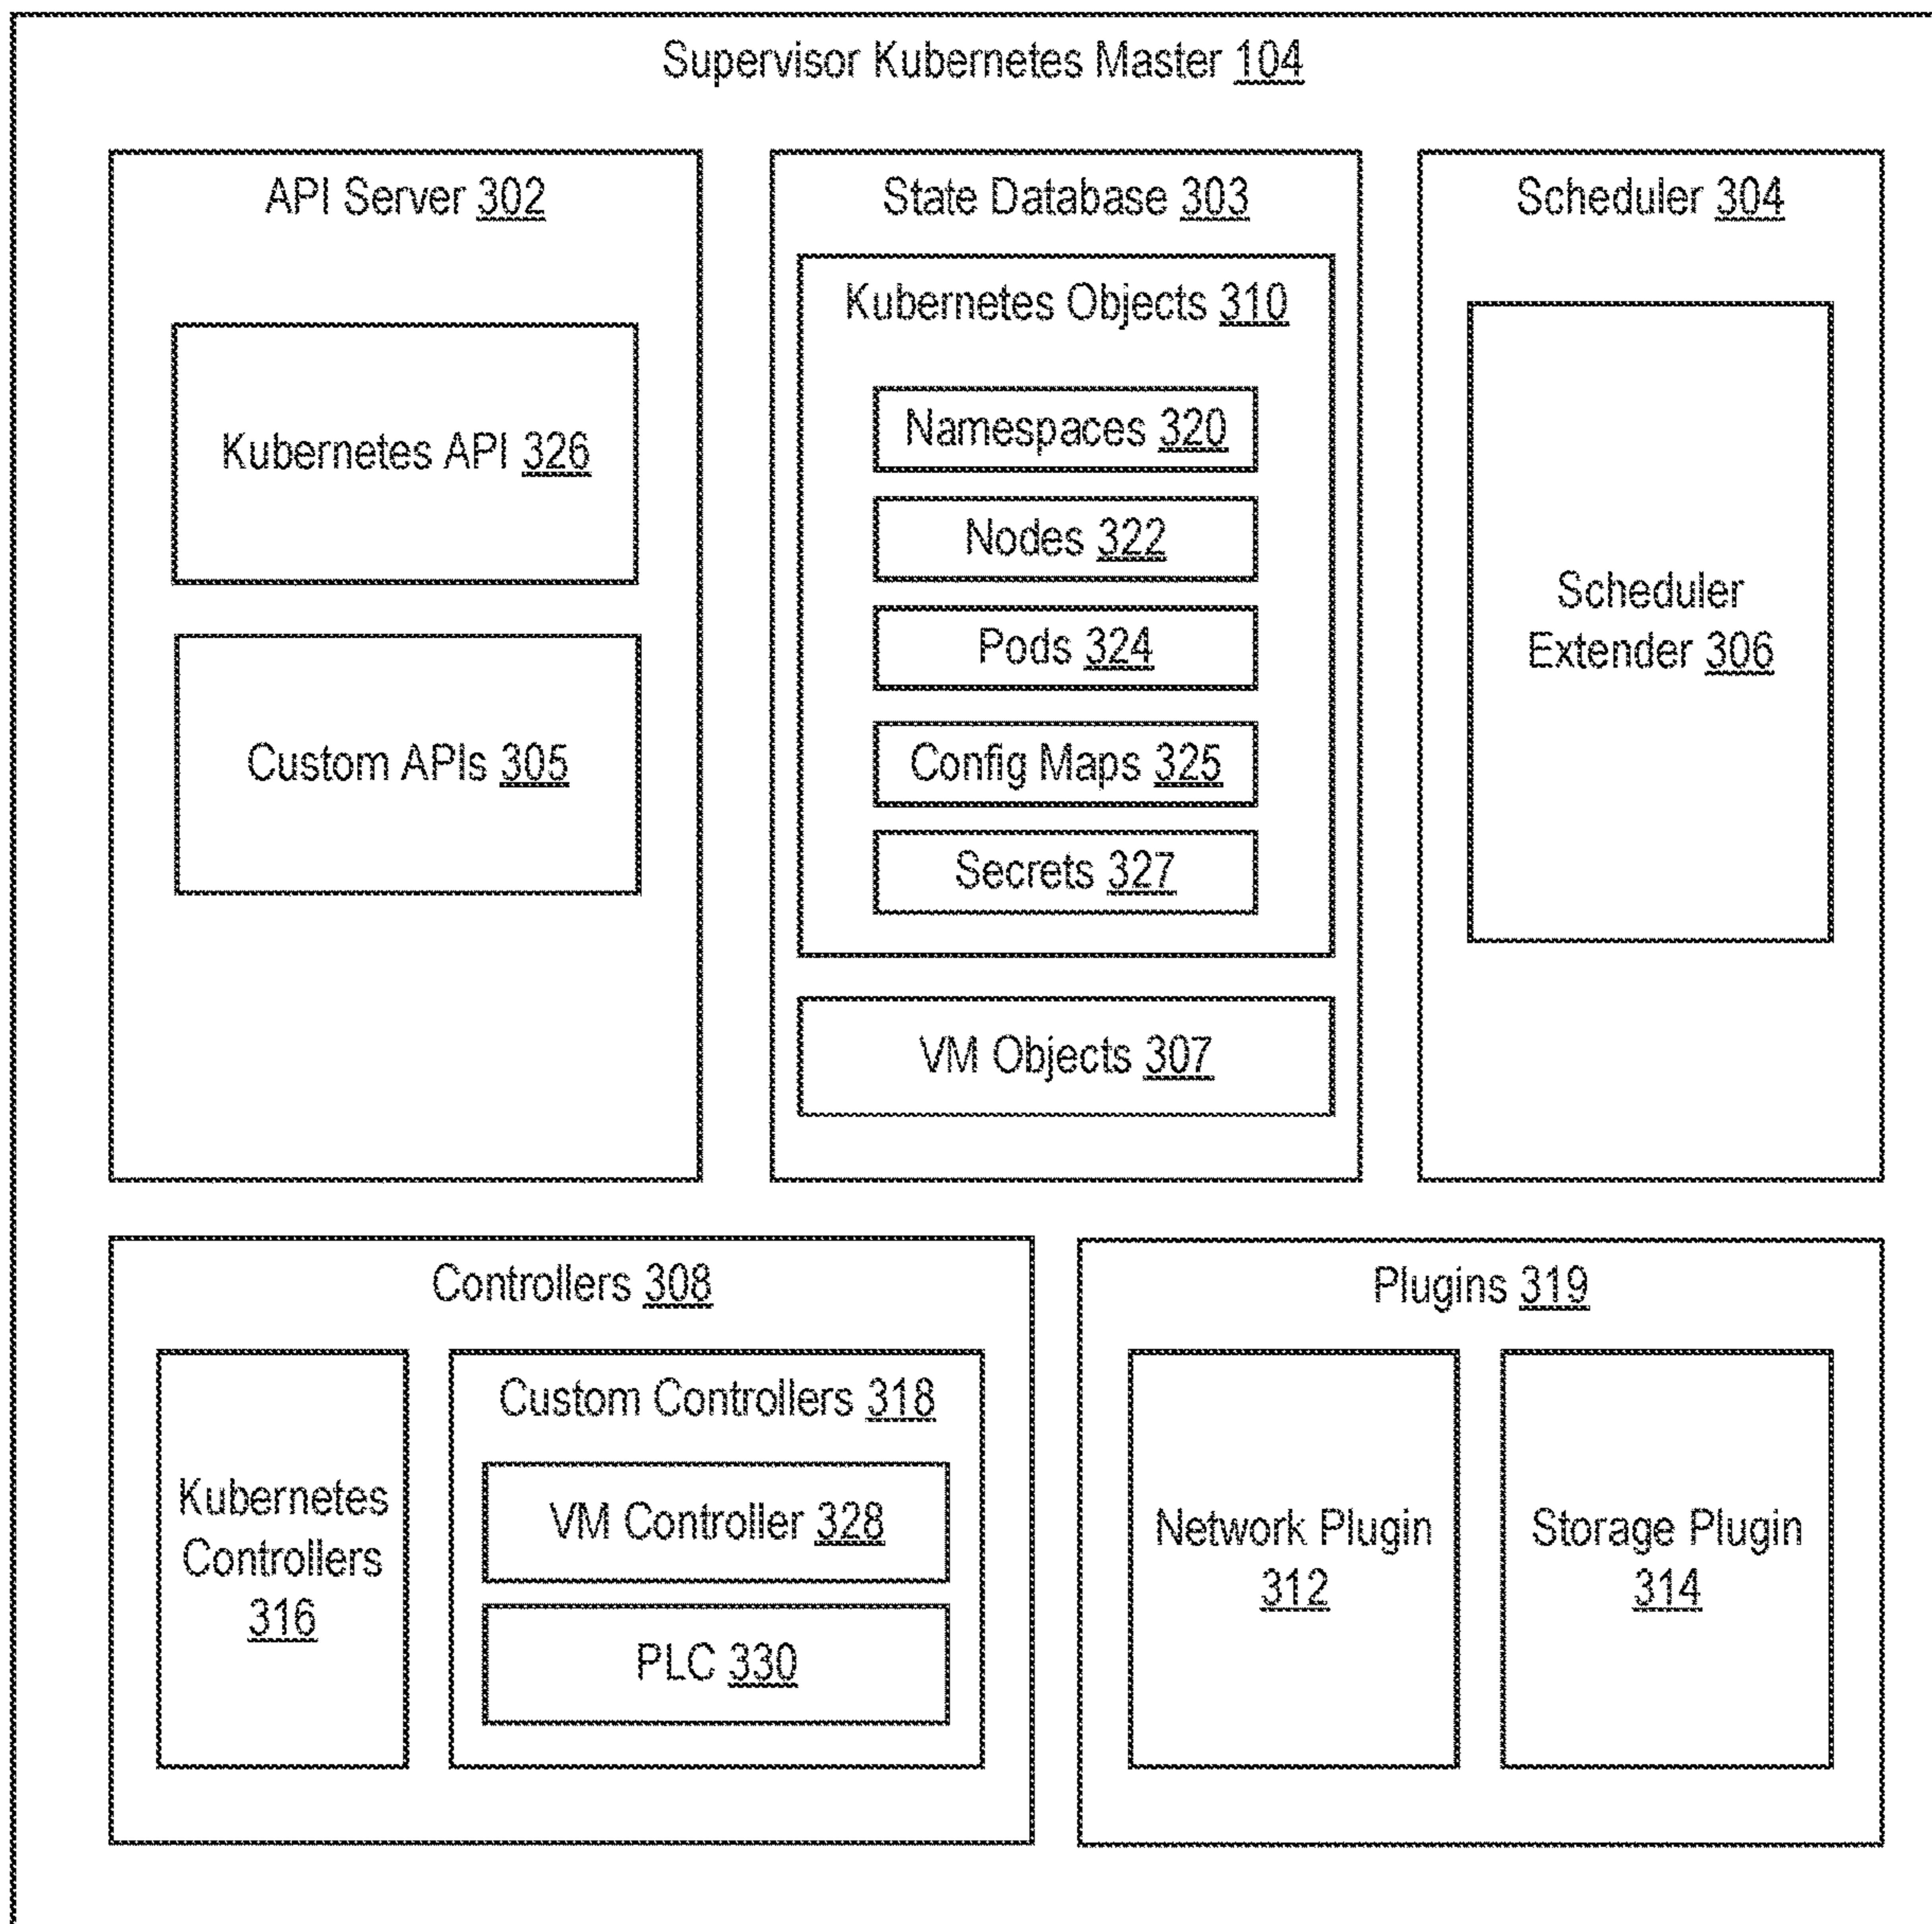 Supervisor Kubernetes Master 104
API Server 302
Kubernetes API 326
Custom APIs 305
State Database 303
Kubernetes Objects 310
Namespaces 320
Nodes 322
Pods 324
Config Maps 325
Secrets 327
VM Objects 307
Scheduler 304
Scheduler
Extender 306
Controllers 308
Kubernetes
Controllers
316
Custom Controllers 318
VM Controller 328
PLC 330
Plugins 319
Network Plugin
312
Storage Plugin
314